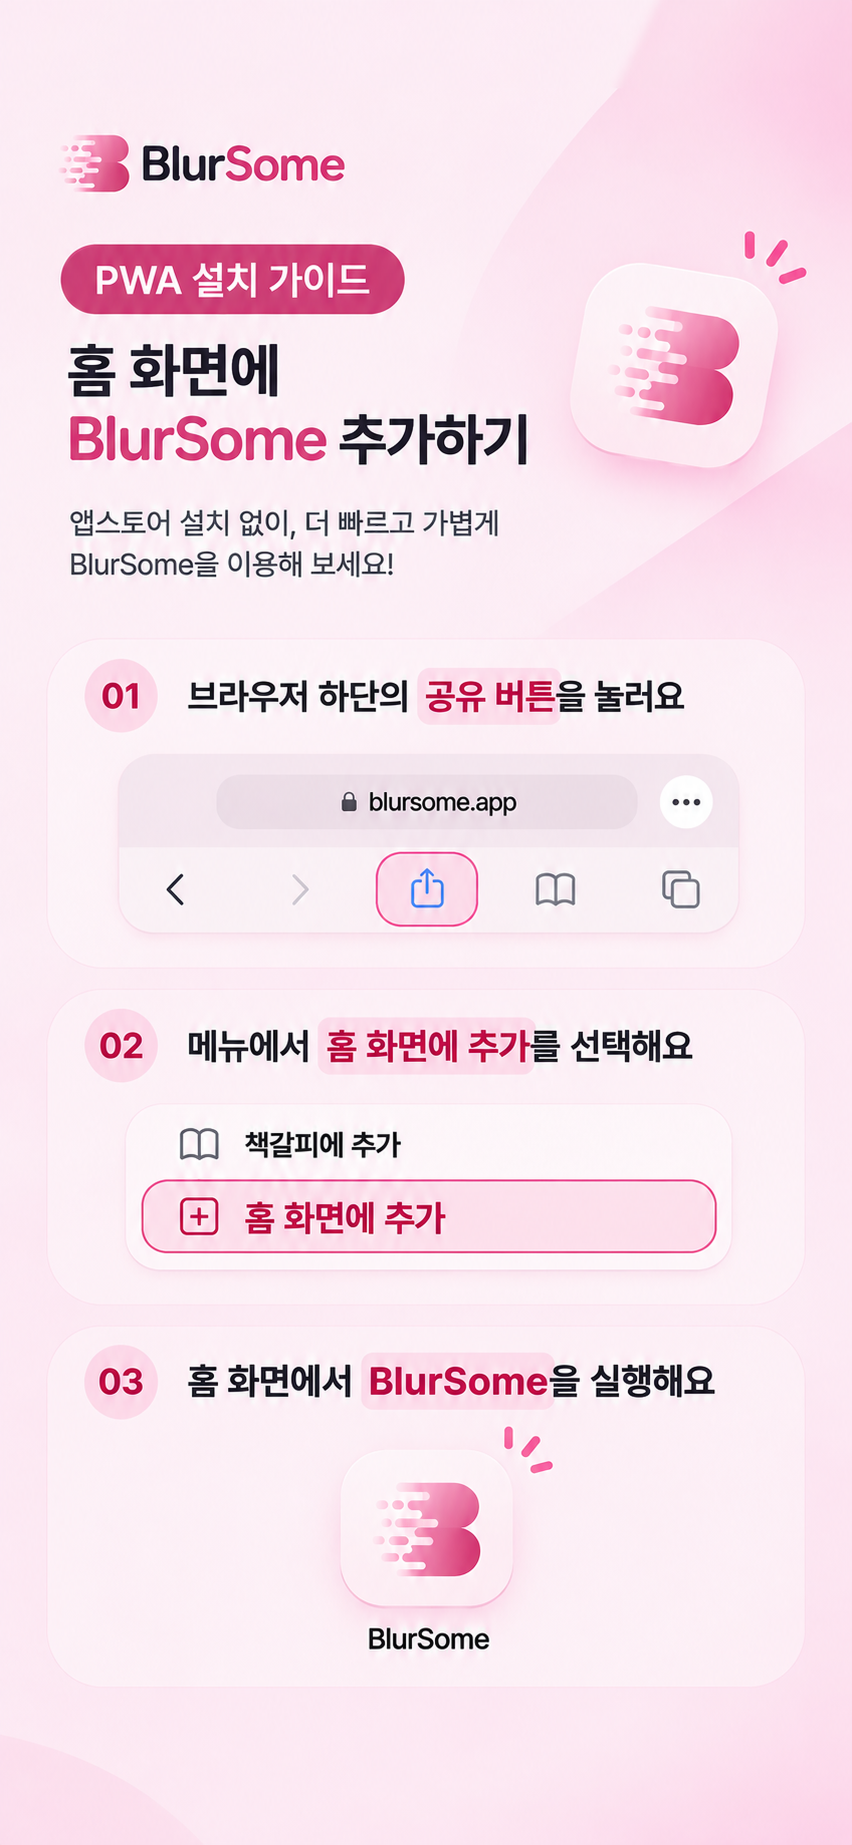 BlurSome
PWA 설치 가이드
홈 화면에
BlurSome 추가하기
앱스토어 설치 없이, 더 빠르고 가볍게
BlurSome을 이용해 보세요!
01 브라우저 하단의 공유 버튼을 눌러요
blursome.app
02 메뉴에서 홈 화면에 추가를 선택해요
책갈피에 추가
홈 화면에 추가
03 홈 화면에서 BlurSome을 실행해요
BlurSome